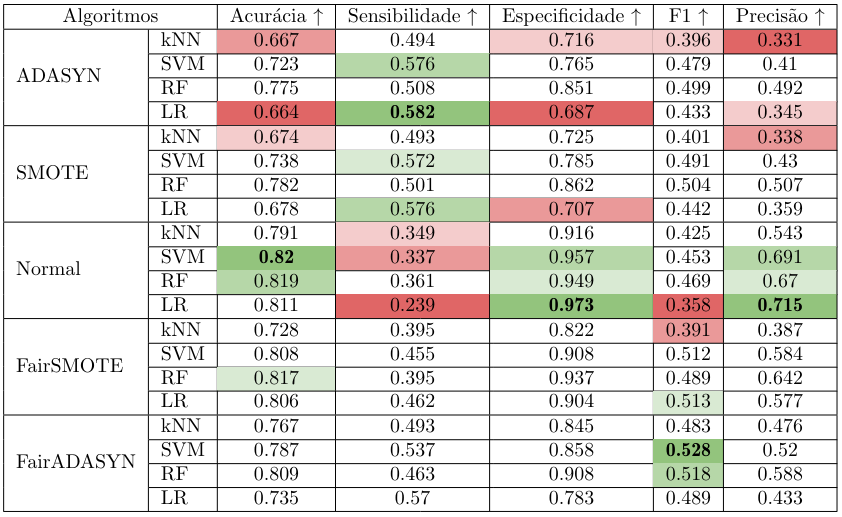 Algoritmos Acurácia ↑ Sensibilidade ↑ Especificidade ↑ F1 ↑ Precisão ↑
ADASYN
kNN 0.667 0.494 0.716 0.396 0.331
SVM 0.723 0.576 0.765 0.479 0.41
RF 0.775 0.508 0.851 0.499 0.492
LR 0.664 0.582 0.687 0.433 0.345
SMOTE
kNN 0.674 0.493 0.725 0.401 0.338
SVM 0.738 0.572 0.785 0.491 0.43
RF 0.782 0.501 0.862 0.504 0.507
LR 0.678 0.576 0.707 0.442 0.359
Normal
kNN 0.791 0.349 0.916 0.425 0.543
SVM 0.82 0.337 0.957 0.453 0.691
RF 0.819 0.361 0.949 0.469 0.67
LR 0.811 0.239 0.973 0.358 0.715
FairSMOTE
kNN 0.728 0.395 0.822 0.391 0.387
SVM 0.808 0.455 0.908 0.512 0.584
RF 0.817 0.395 0.937 0.489 0.642
LR 0.806 0.462 0.904 0.513 0.577
FairADASYN
kNN 0.767 0.493 0.845 0.483 0.476
SVM 0.787 0.537 0.858 0.528 0.52
RF 0.809 0.463 0.908 0.518 0.588
LR 0.735 0.57 0.783 0.489 0.433